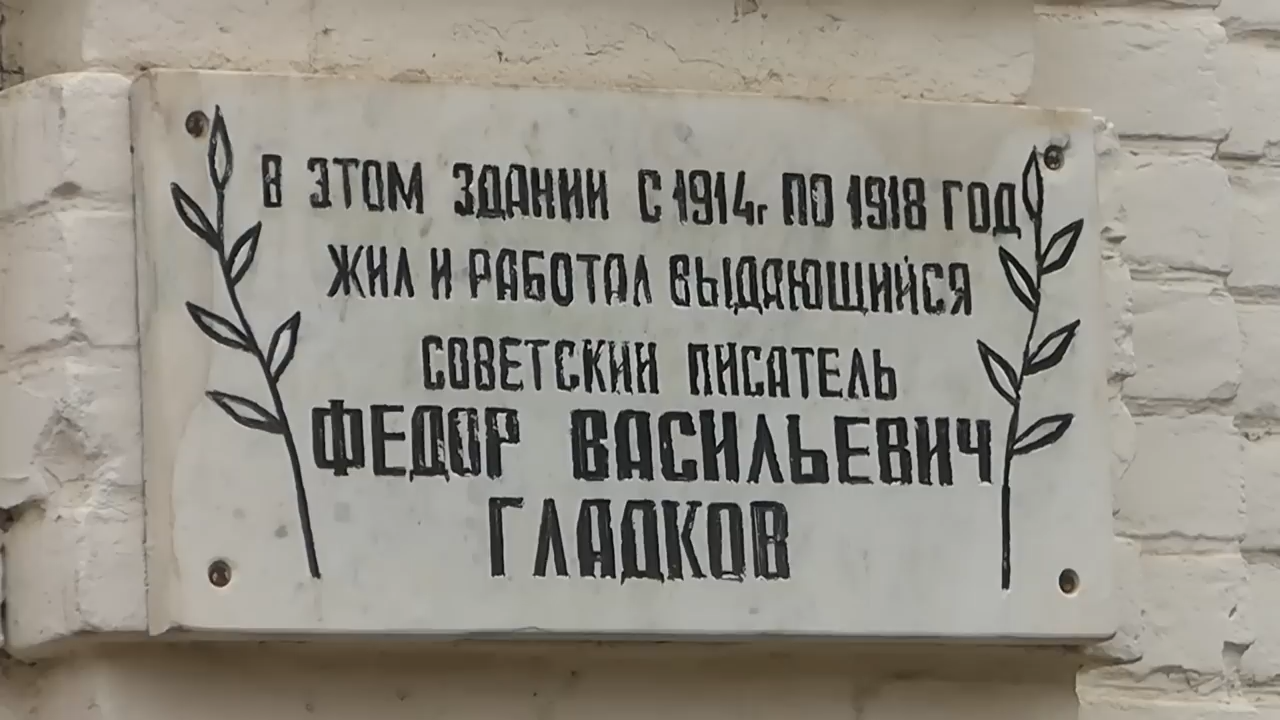 В ЭТОМ ЗДАНИИ С 1914г ПО 1918 ГОД
ЖИЛ И РАБОТАЛ ВЫДАЮЩИЙСЯ
СОВЕТСКИЙ ПИСАТЕЛЬ
ФЕДОР ВАСИЛЬЕВИЧ
ГЛАДКОВ